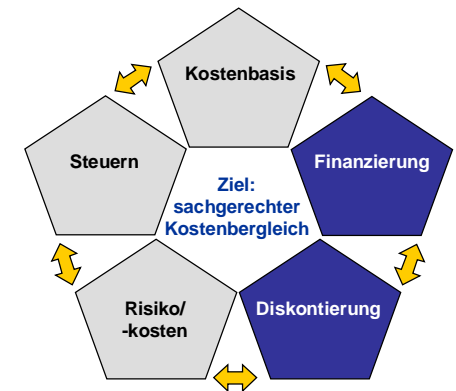 Kostenbasis
Steuern
Finanzierung
Ziel:
sachgerechter
Kostenbergleich
Risiko/
-kosten
Diskontierung